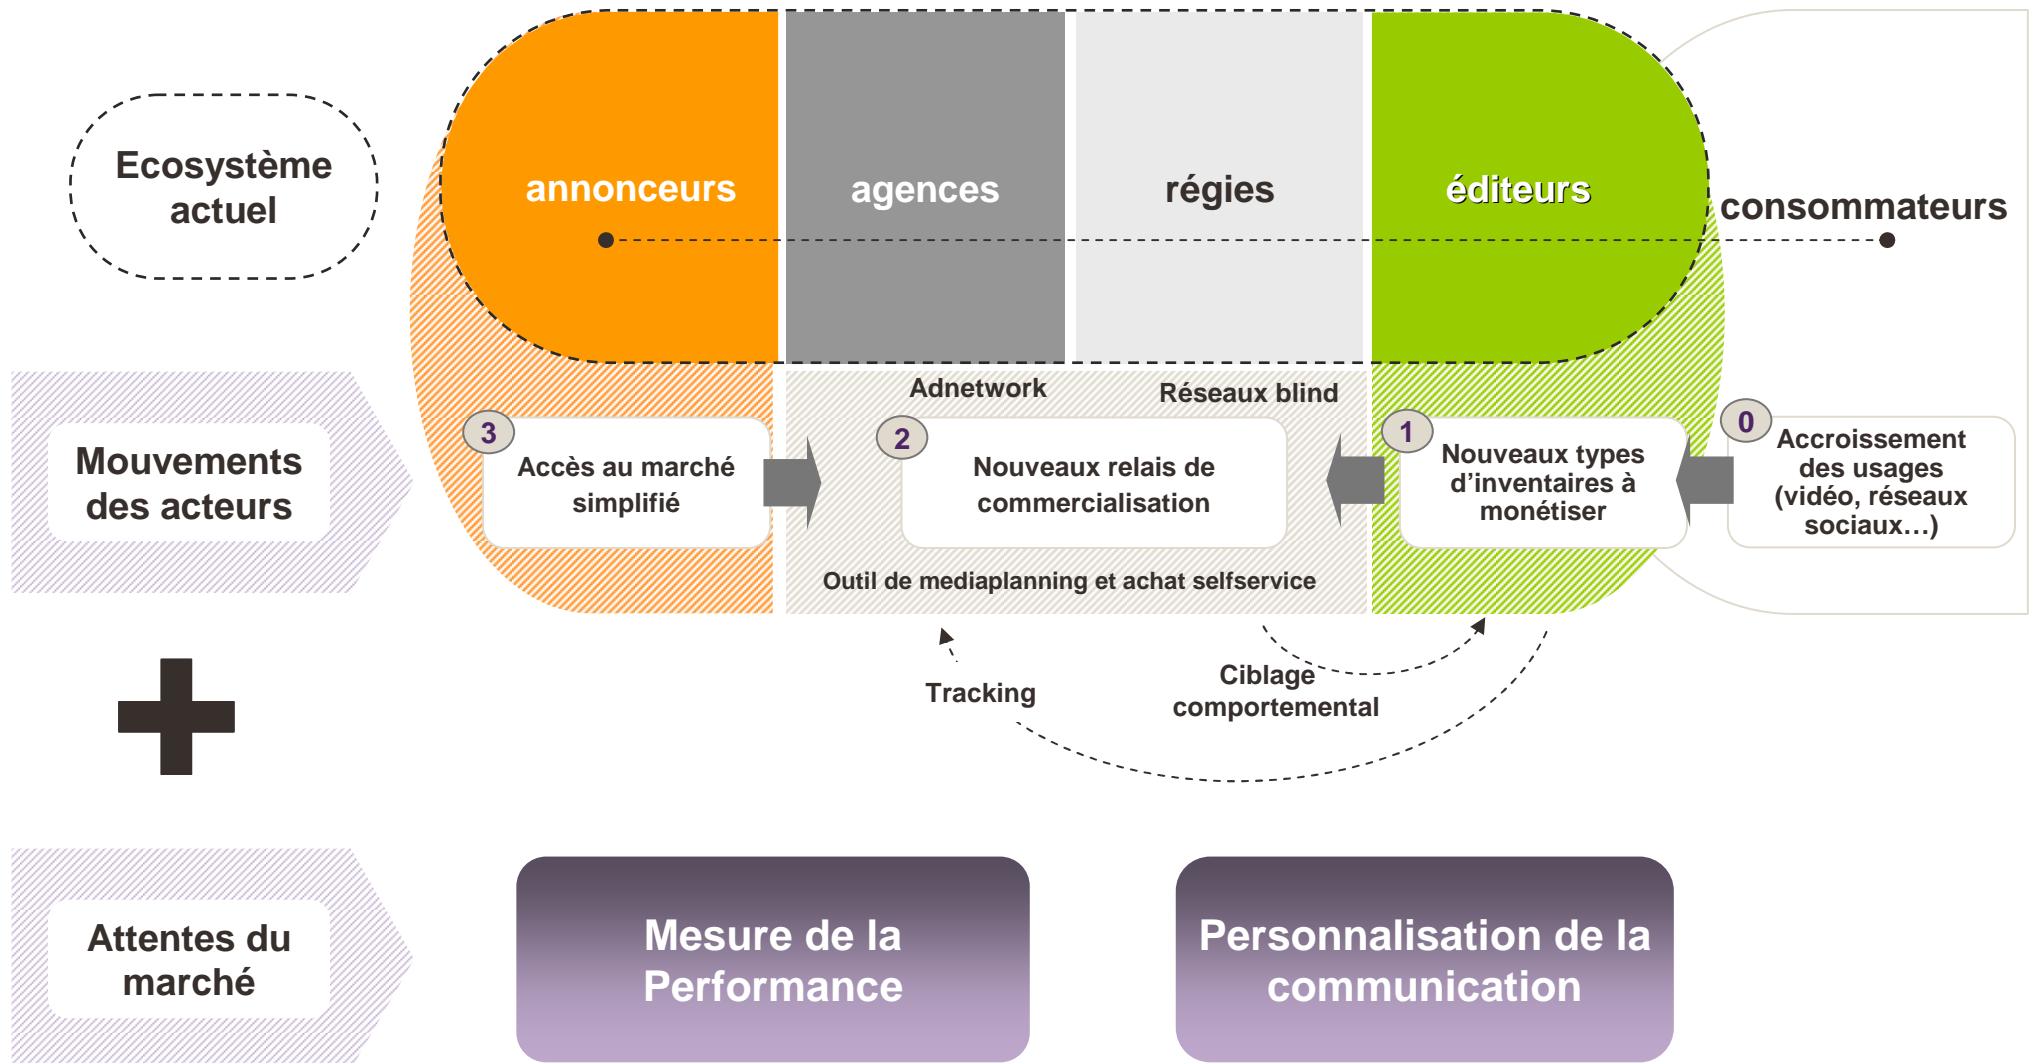 Ecosystème
actuel
annonceurs
agences
régies
éditeurs
consommateurs
Mouvements
des acteurs
Adnetwork
Réseaux blind
3
Accès au marché
simplifié
2
Nouveaux relais de
commercialisation
1
Nouveaux types
d’inventaires à
monétiser
0
Accroissement
des usages
(vidéo, réseaux
sociaux…)
Outil de mediaplanning et achat selfservice
Tracking
Ciblage
comportemental
Attentes du
marché
Mesure de la
Performance
Personnalisation de la
communication